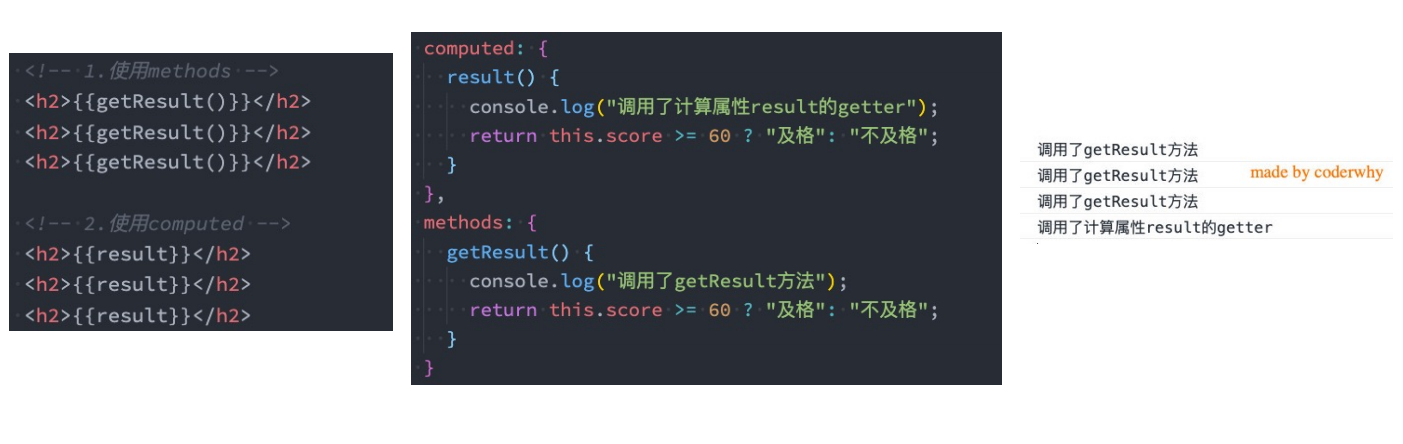 <!-- 1.使用methods -->
<h2>{{getResult()}}</h2>
<h2>{{getResult()}}</h2>
<h2>{{getResult()}}</h2>
<!-- 2.使用computed -->
<h2>{{result}}</h2>
<h2>{{result}}</h2>
<h2>{{result}}</h2>
computed: {
result() {
console.log("调用了计算属性result的getter");
return this.score >= 60 ? "及格": "不及格";
}
},
methods: {
getResult() {
console.log("调用了getResult方法");
return this.score >= 60 ? "及格": "不及格";
}
}
调用了getResult方法
调用了getResult方法
made by coderwhy
调用了getResult方法
调用了计算属性result的getter